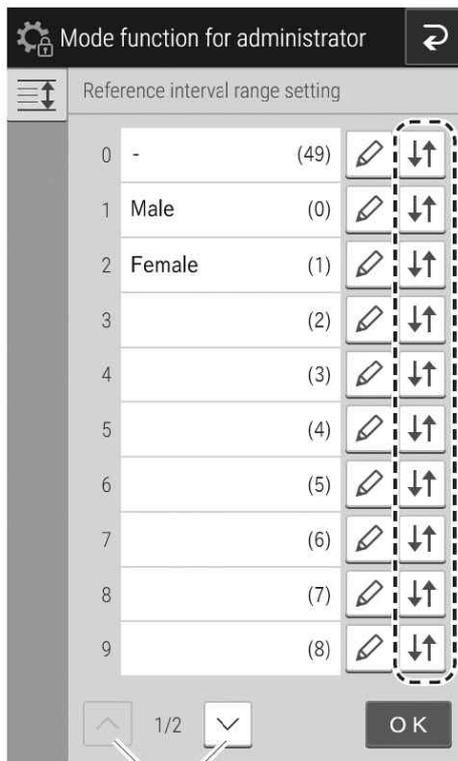 Mode function for administrator
Reference interval range setting
0 - (49)
1 Male (0)
2 Female (1)
3 (2)
4 (3)
5 (4)
6 (5)
7 (6)
8 (7)
9 (8)
1/2 OK